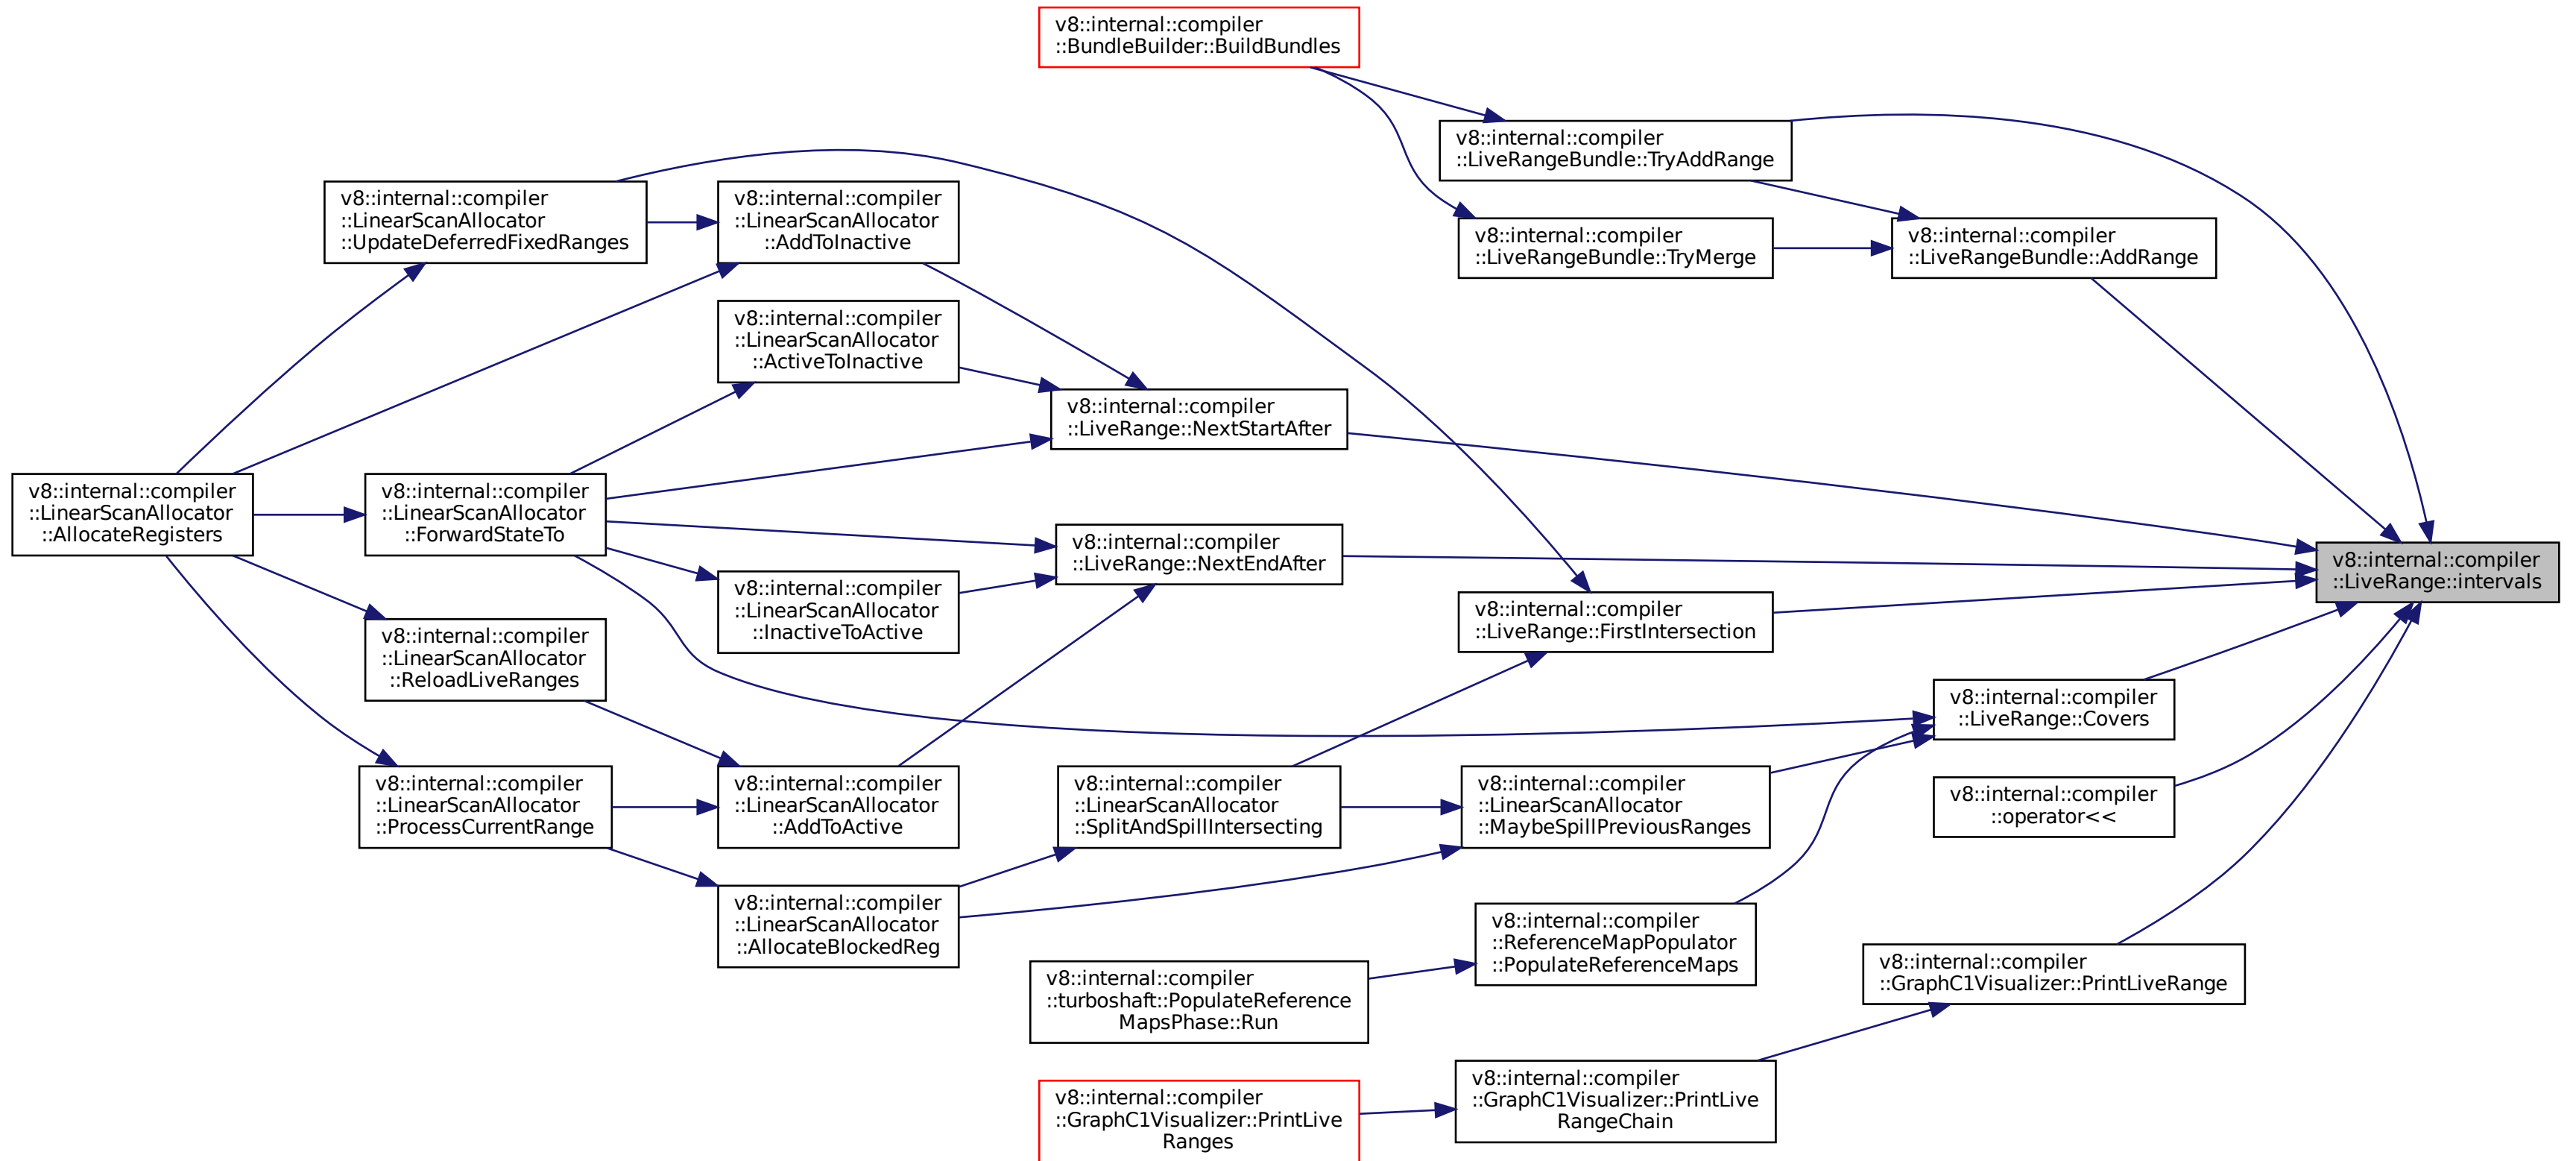 v8::internal::compiler
::BundleBuilder::BuildBundles
v8::internal::compiler
::LiveRangeBundle::TryAddRange
v8::internal::compiler
::LinearScanAllocator
::UpdateDeferredFixedRanges
v8::internal::compiler
::LinearScanAllocator
::AddToInactive
v8::internal::compiler
::LiveRangeBundle::TryMerge
v8::internal::compiler
::LiveRangeBundle::AddRange
v8::internal::compiler
::LinearScanAllocator
::ActiveToInactive
v8::internal::compiler
::LiveRange::NextStartAfter
v8::internal::compiler
::LinearScanAllocator
::AllocateRegisters
v8::internal::compiler
::LinearScanAllocator
::ForwardStateTo
v8::internal::compiler
::LiveRange::NextEndAfter
v8::internal::compiler
::LiveRange::intervals
v8::internal::compiler
::LinearScanAllocator
::InactiveToActive
v8::internal::compiler
::LiveRange::FirstIntersection
v8::internal::compiler
::LinearScanAllocator
::ReloadLiveRanges
v8::internal::compiler
::LiveRange::Covers
v8::internal::compiler
::LinearScanAllocator
::ProcessCurrentRange
v8::internal::compiler
::LinearScanAllocator
::AddToActive
v8::internal::compiler
::LinearScanAllocator
::SplitAndSpillIntersecting
v8::internal::compiler
::LinearScanAllocator
::MaybeSpillPreviousRanges
v8::internal::compiler
::operator<<
v8::internal::compiler
::LinearScanAllocator
::AllocateBlockedReg
v8::internal::compiler
::ReferenceMapPopulator
::PopulateReferenceMaps
v8::internal::compiler
::GraphC1Visualizer::PrintLiveRange
v8::internal::compiler
::turboshaft::PopulateReference
MapsPhase::Run
v8::internal::compiler
::GraphC1Visualizer::PrintLive
RangeChain
v8::internal::compiler
::GraphC1Visualizer::PrintLive
Ranges